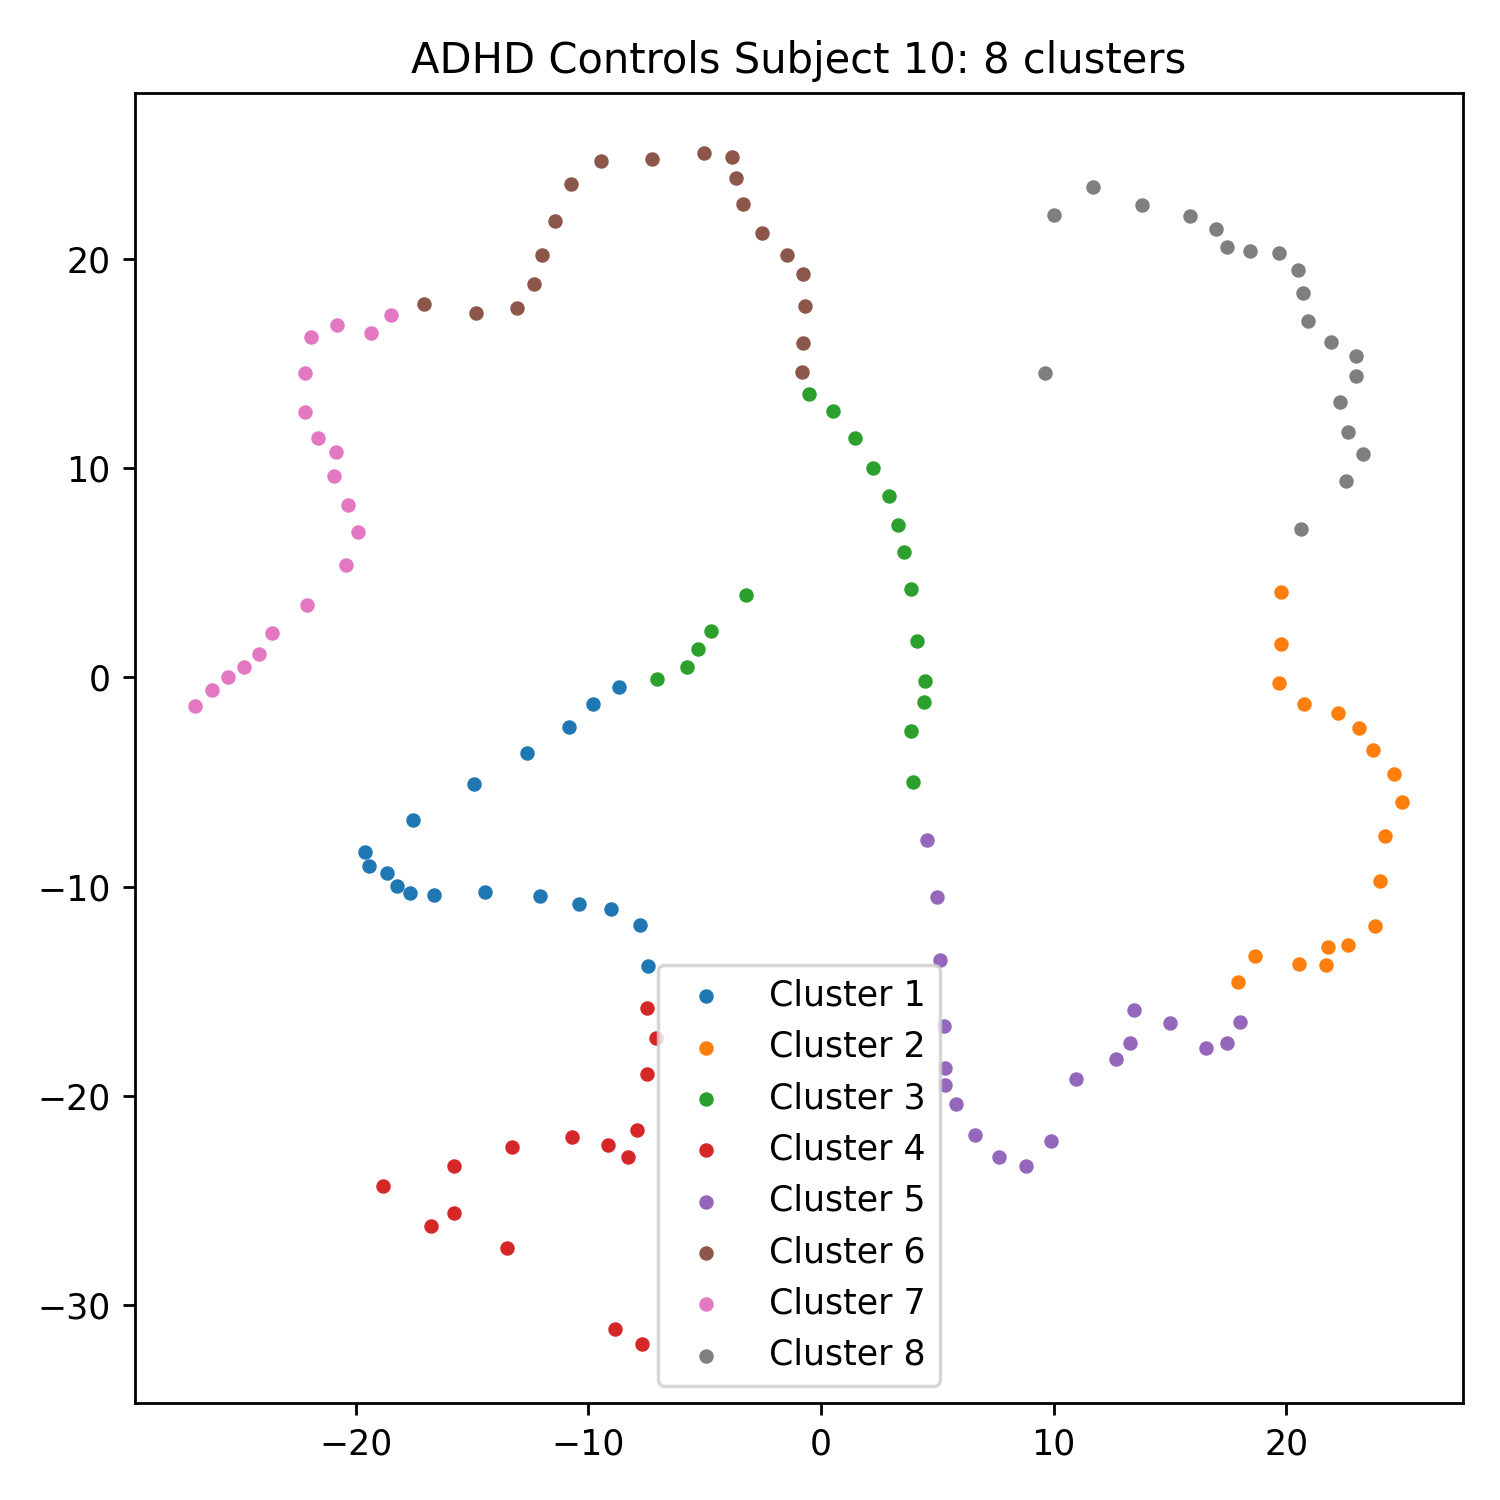 ADHD Controls Subject 10: 8 clusters
20
10
0
−10
−20
−30
−20
−10
0
10
20
Cluster 1
Cluster 2
Cluster 3
Cluster 4
Cluster 5
Cluster 6
Cluster 7
Cluster 8